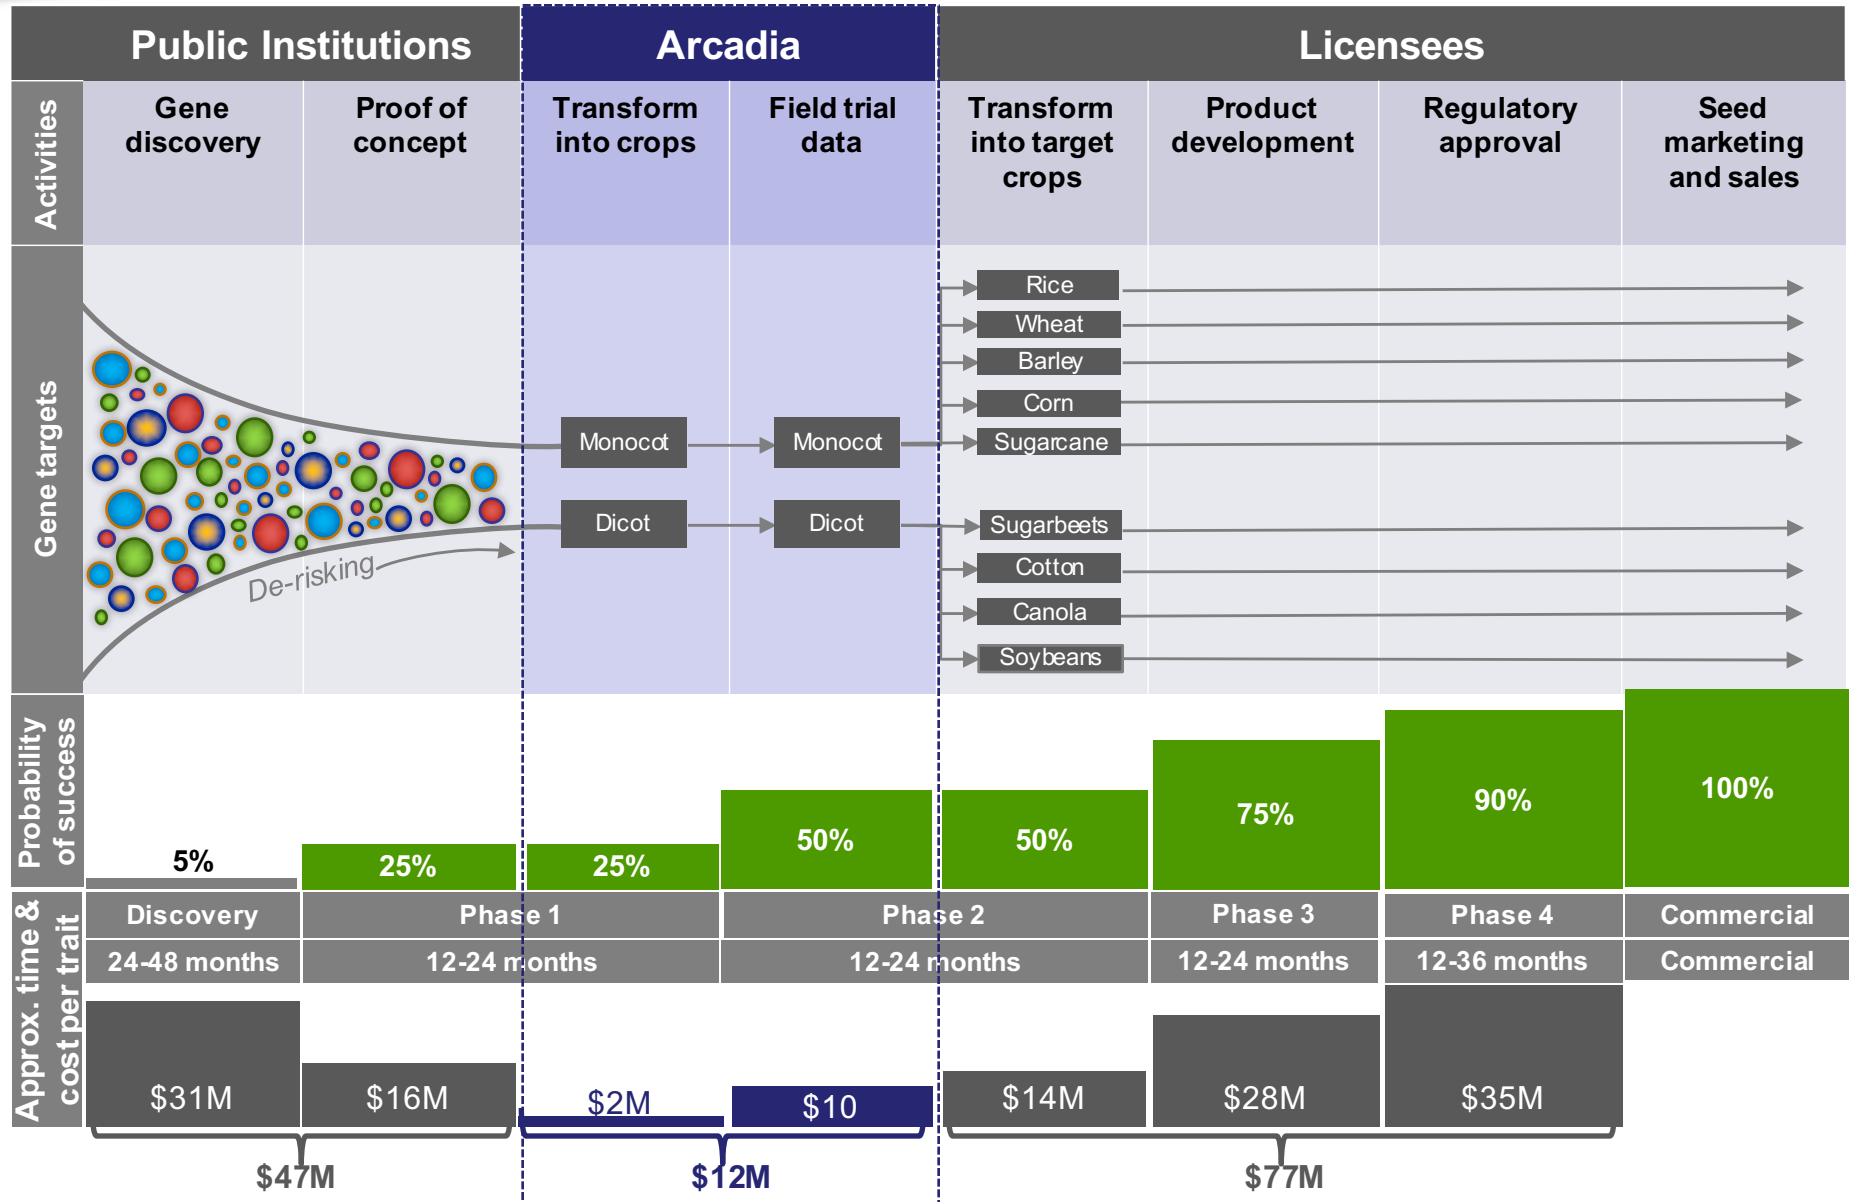 Public Institutions
Arcadia
Licensees
Activities
Gene
discovery
Proof of
concept
Transform
into crops
Field trial
data
Transform
into target
crops
Product
development
Regulatory
approval
Seed
marketing
and sales
Gene targets
De-risking
Monocot
Monocot
Dicot
Dicot
Rice
Wheat
Barley
Corn
Sugarcane
Sugarbeets
Cotton
Canola
Soybeans
Probability
of success
5%
25%
25%
50%
50%
75%
90%
100%
Approx. time &
cost per trait
Discovery
Phase 1
Phase 2
Phase 3
Phase 4
Commercial
24-48 months
12-24 months
12-24 months
12-24 months
12-36 months
Commercial
$31M
$16M
$2M
$10
$14M
$28M
$35M
$47M
$12M
$77M